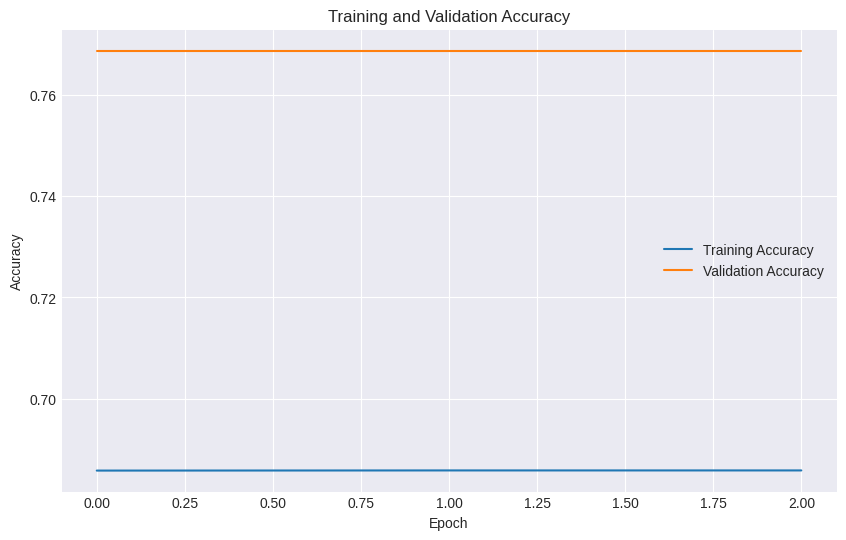 Training and Validation Accuracy
Accuracy
0.76
0.74
0.72
0.70
Training Accuracy
Validation Accuracy
0.00 0.25 0.50 0.75 1.00 1.25 1.50 1.75 2.00
Epoch